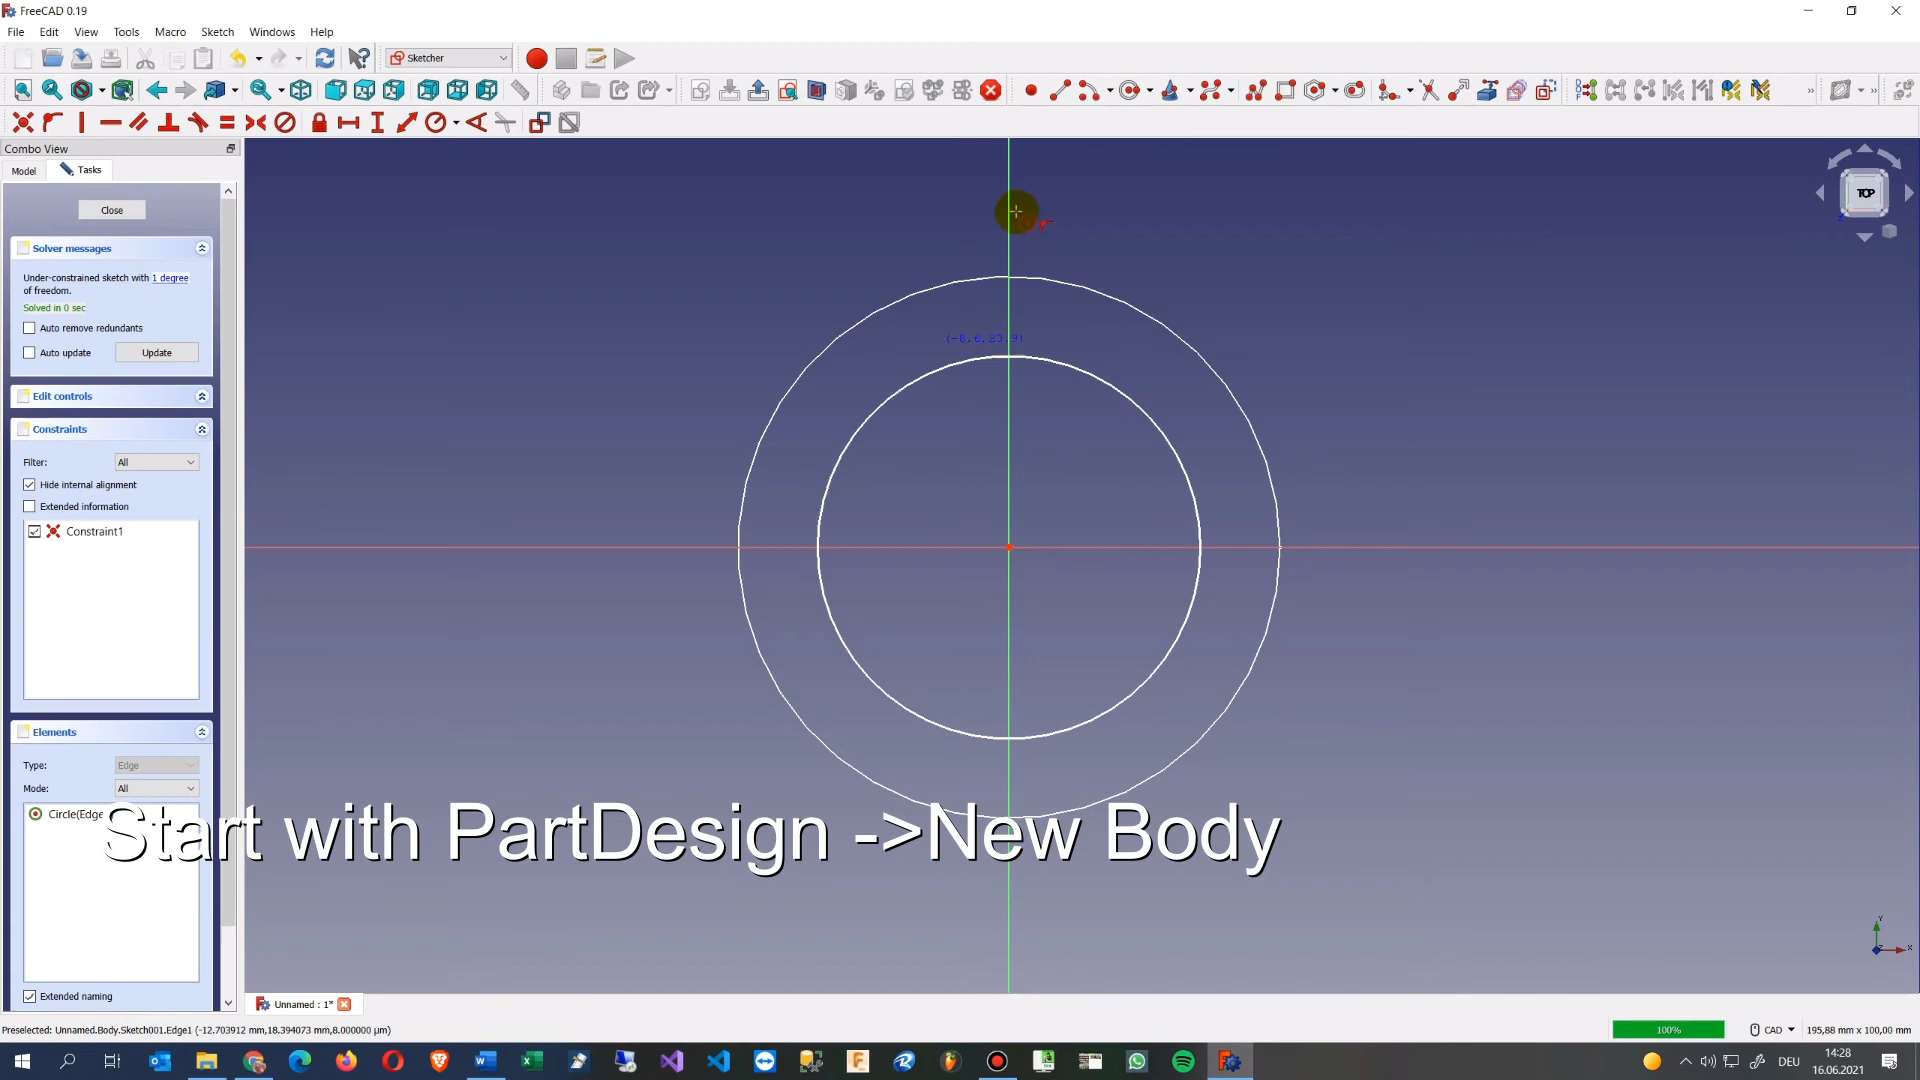 FreeCAD 0.19
File Edit View Tools Macro Sketch Windows Help
Sketcher
Combo View
Model Tasks
Close
Solver messages
Under-constrained sketch with 1 degree
of freedom.
Solved in 0 sec
Auto remove redundants
Auto update Update
Edit controls
Constraints
Filter: All
Hide internal alignment
Extended information
Constraint1
Elements
Type: Edge
Mode: All
Circle(Edge
Extended naming
TOP
Start with PartDesign ->New Body
Y
X
Unnamed : 1*
Preselected: Unnamed.Body.Sketch001.Edge1 (-12.703912 mm,18.394073 mm,8.000000 µm)
100% CAD 195,88 mm x 100,00 mm
DEU
14:28
16.06.2021